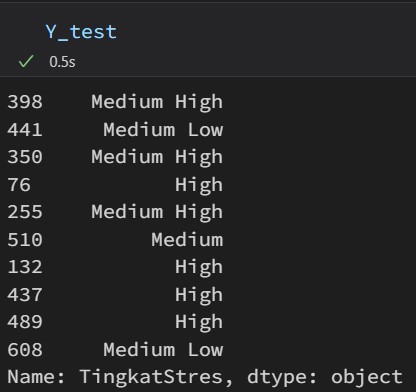 Y_test
0.5s
398 Medium High
441 Medium Low
350 Medium High
76 High
255 Medium High
510 Medium
132 High
437 High
489 High
608 Medium Low
Name: TingkatStres, dtype: object